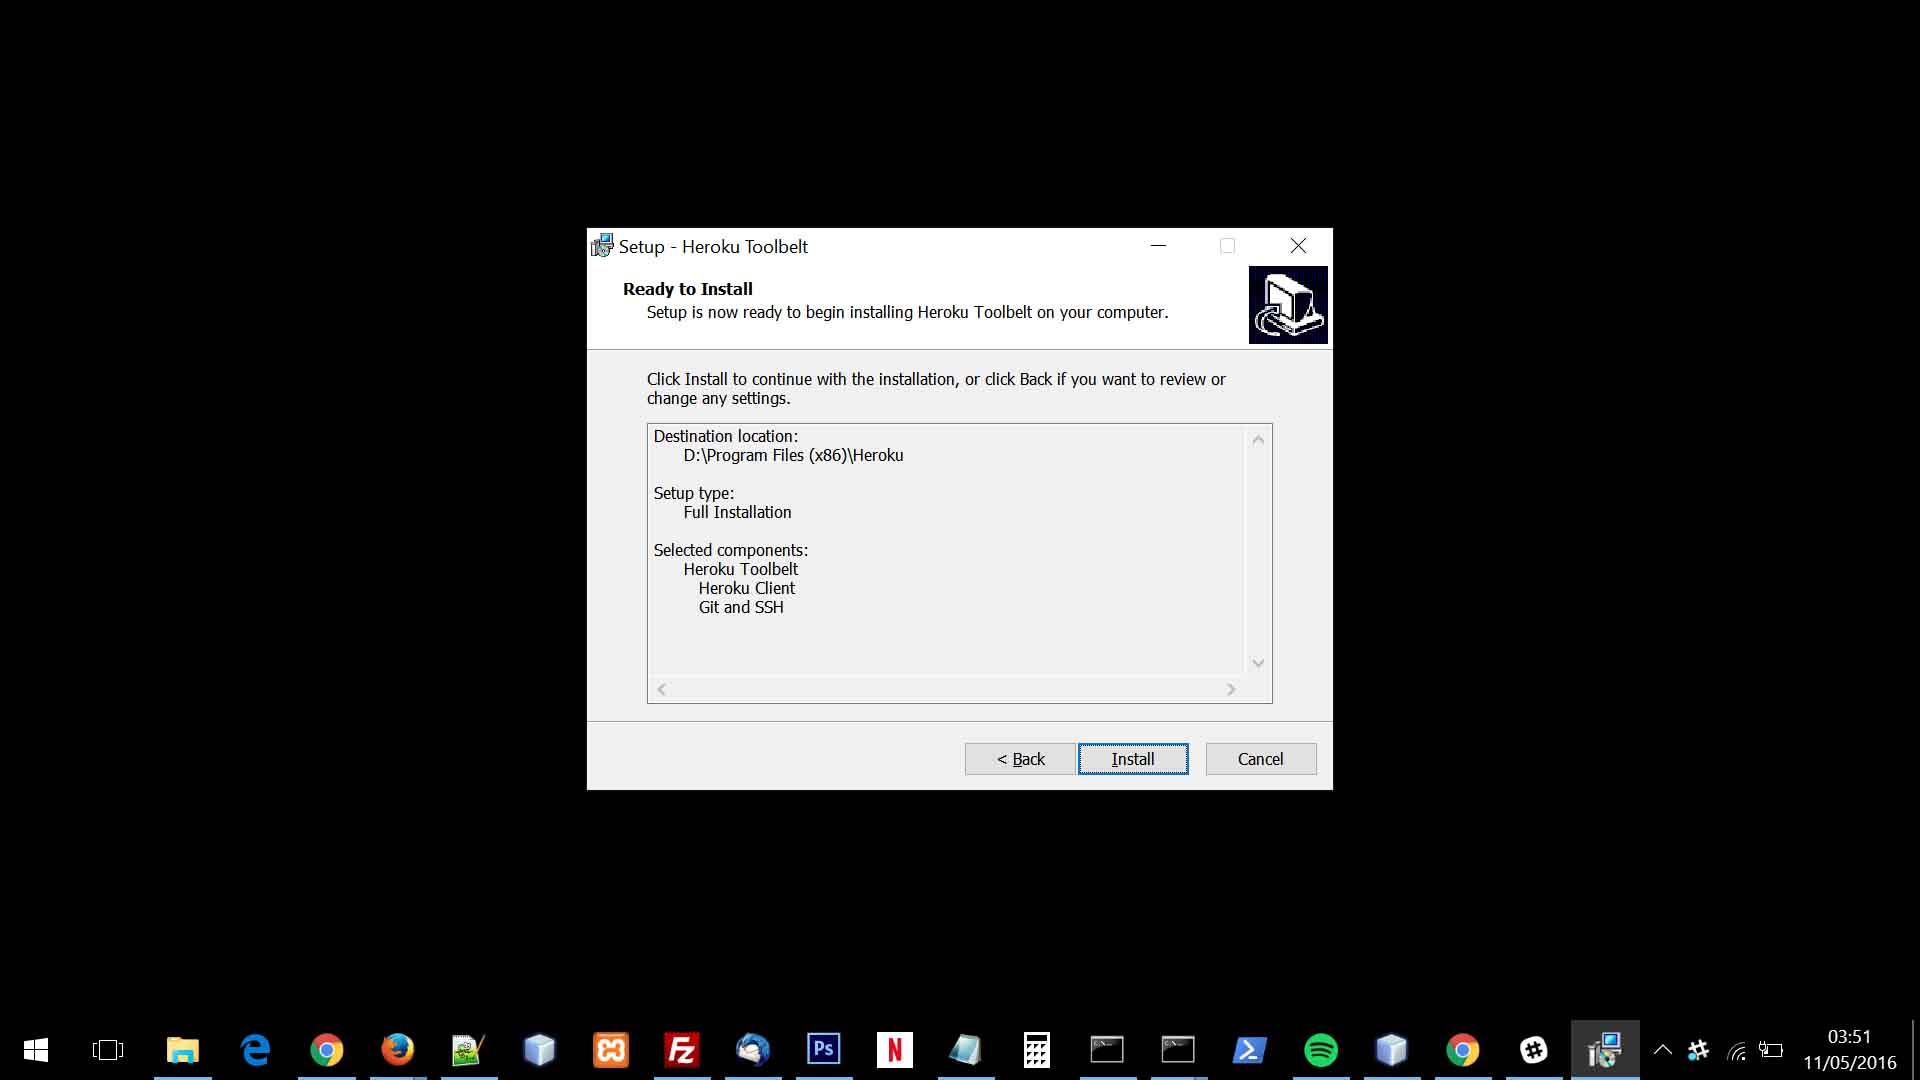 Setup - Heroku Toolbelt
Ready to Install
Setup is now ready to begin installing Heroku Toolbelt on your computer.
Click Install to continue with the installation, or click Back if you want to review or
change any settings.
Destination location:
D:\Program Files (x86)\Heroku
Setup type:
Full Installation
Selected components:
Heroku Toolbelt
Heroku Client
Git and SSH
< Back
Install
Cancel
Fz
Ps
N
03:51
11/05/2016